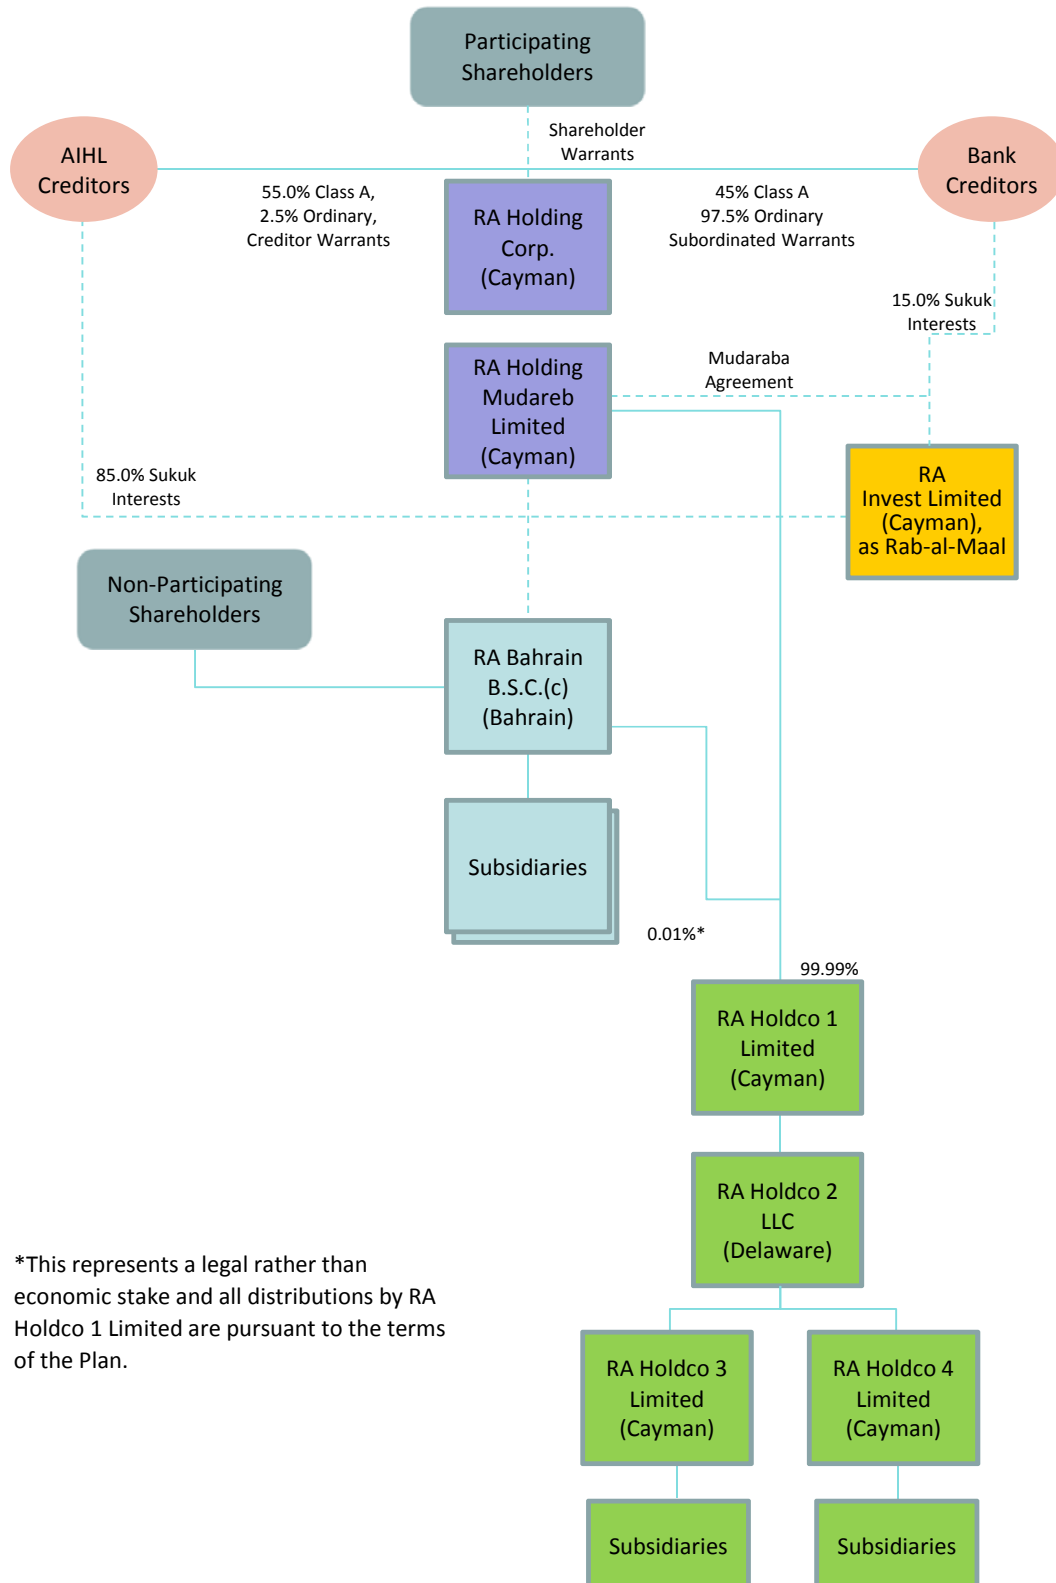 Participating
Shareholders
Shareholder
Warrants
AIHL
Creditors
Bank
Creditors
55.0% Class A,
2.5% Ordinary,
Creditor Warrants
RA Holding
Corp.
(Cayman)
45% Class A
97.5% Ordinary
Subordinated Warrants
15.0% Sukuk
Interests
RA Holding
Mudareb
Limited
(Cayman)
Mudaraba
Agreement
85.0% Sukuk
Interests
RA
Invest Limited
(Cayman),
as Rab-al-Maal
Non-Participating
Shareholders
RA Bahrain
B.S.C.(c)
(Bahrain)
Subsidiaries
0.01%*
99.99%
RA Holdco 1
Limited
(Cayman)
RA Holdco 2
LLC
(Delaware)
*This represents a legal rather than
economic stake and all distributions by RA
Holdco 1 Limited are pursuant to the terms
of the Plan.
RA Holdco 3
Limited
(Cayman)
RA Holdco 4
Limited
(Cayman)
Subsidiaries
Subsidiaries